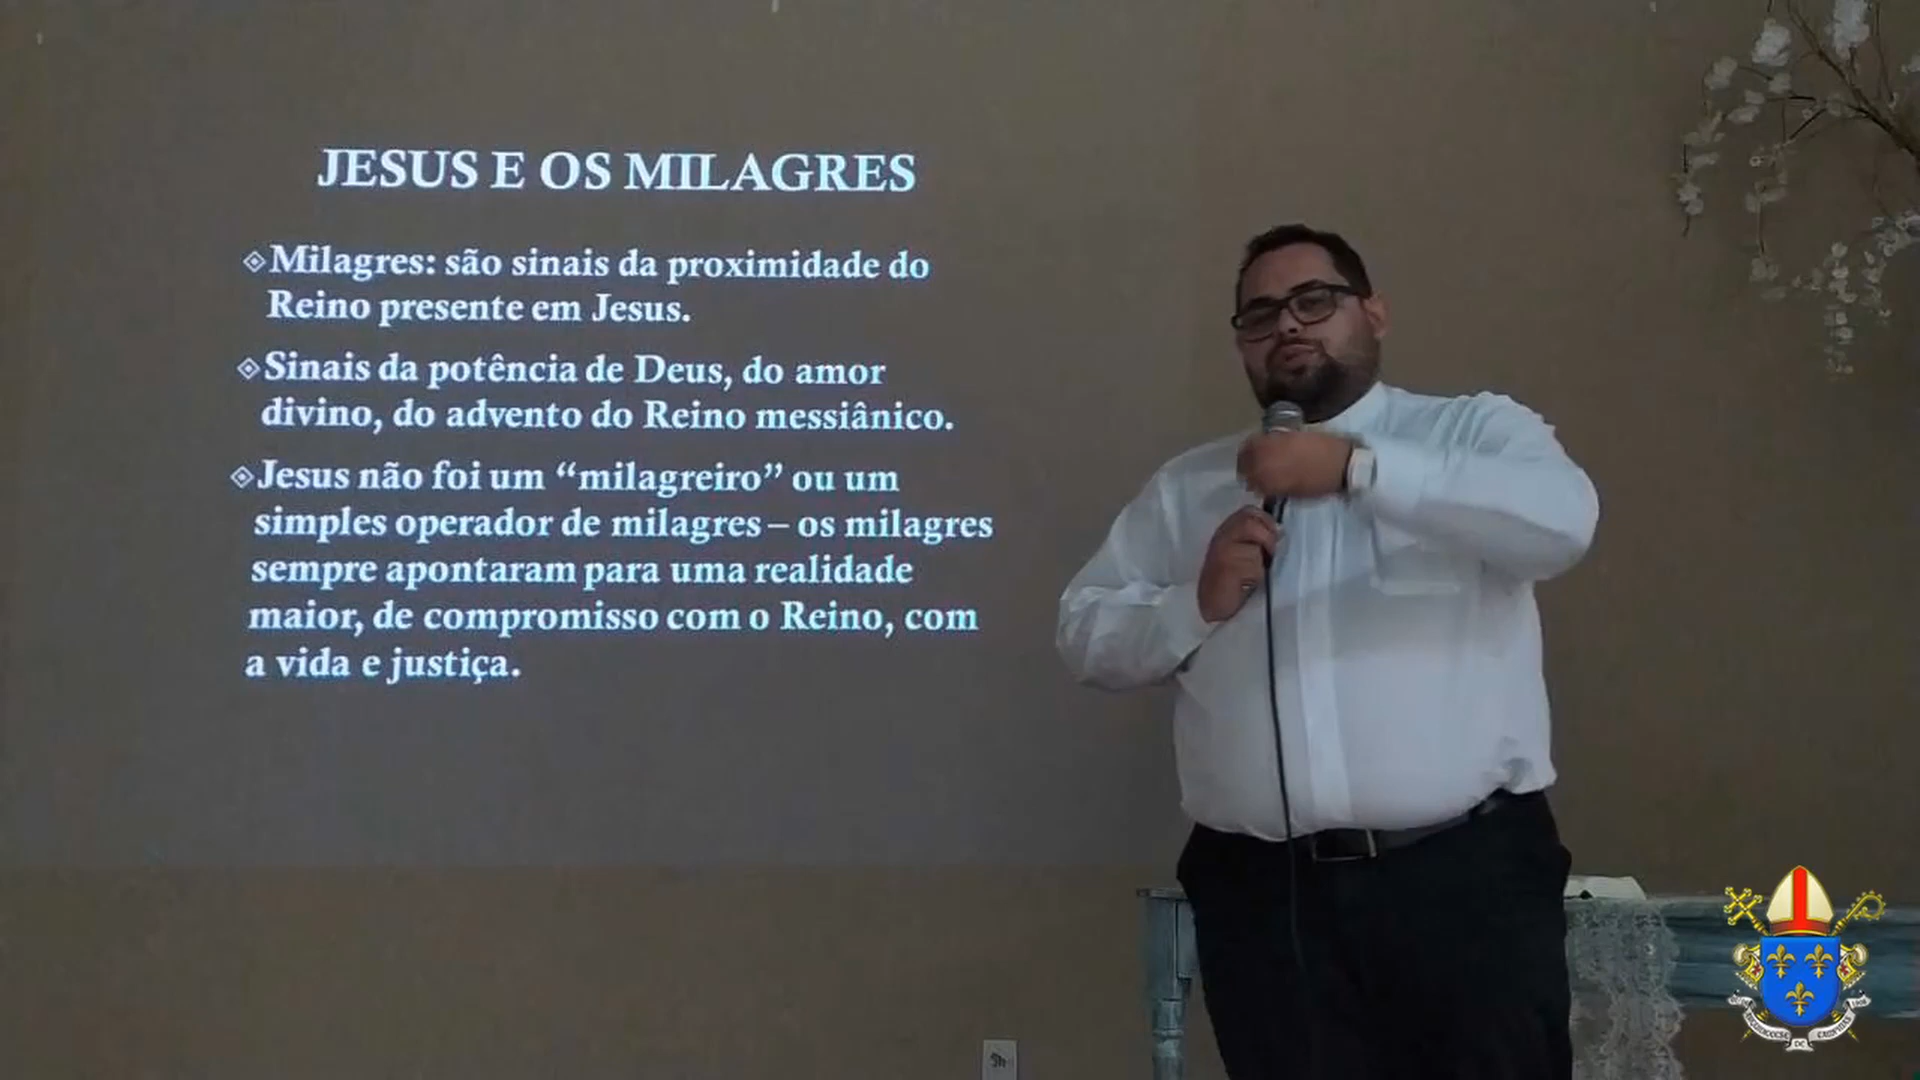 JESUS E OS MILAGRES
Milagres: são sinais da proximidade do
Reino presente em Jesus.
Sinais da potência de Deus, do amor
divino, do advento do Reino messiânico.
Jesus não foi um “milagreiro” ou um
simples operador de milagres – os milagres
sempre apontaram para uma realidade
maior, de compromisso com o Reino, com
a vida e justiça.